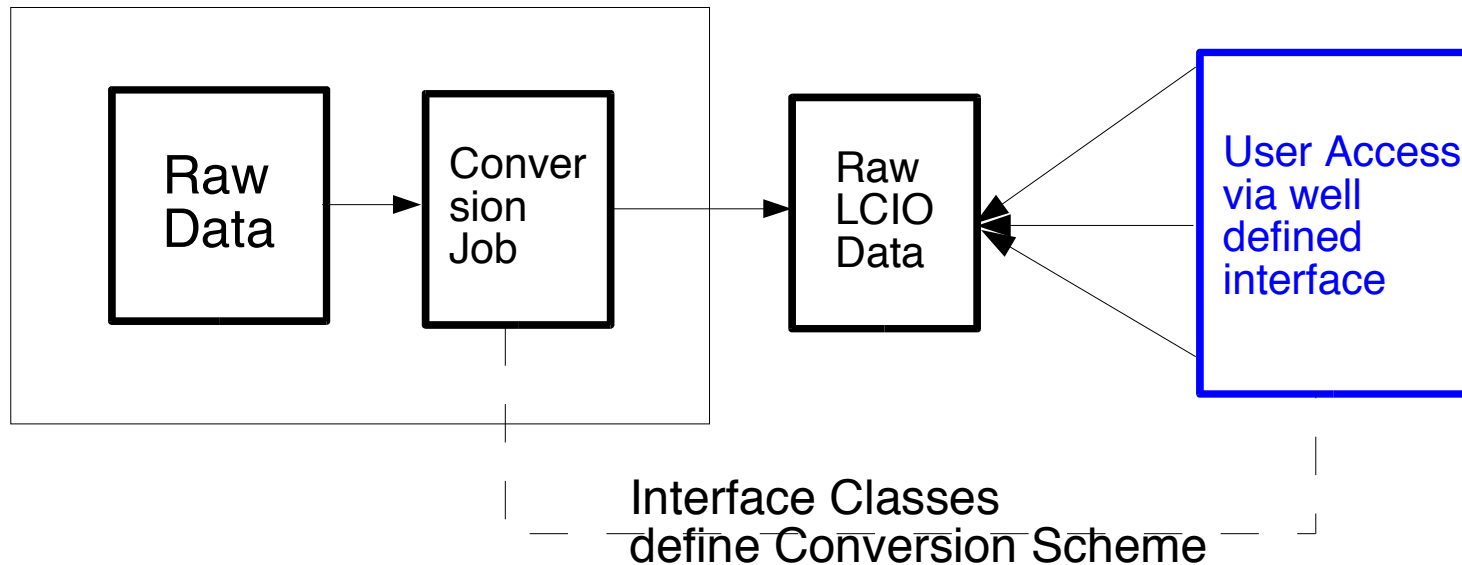 Raw
Data
Conver
sion
Job
Raw
LCIO
Data
User Access
via well
defined
interface
Interface Classes
define Conversion Scheme